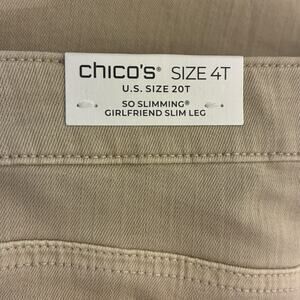 chico's® SIZE 4T
U.S. SIZE 20T
SO SLIMMING®
GIRLFRIEND SLIM LEG